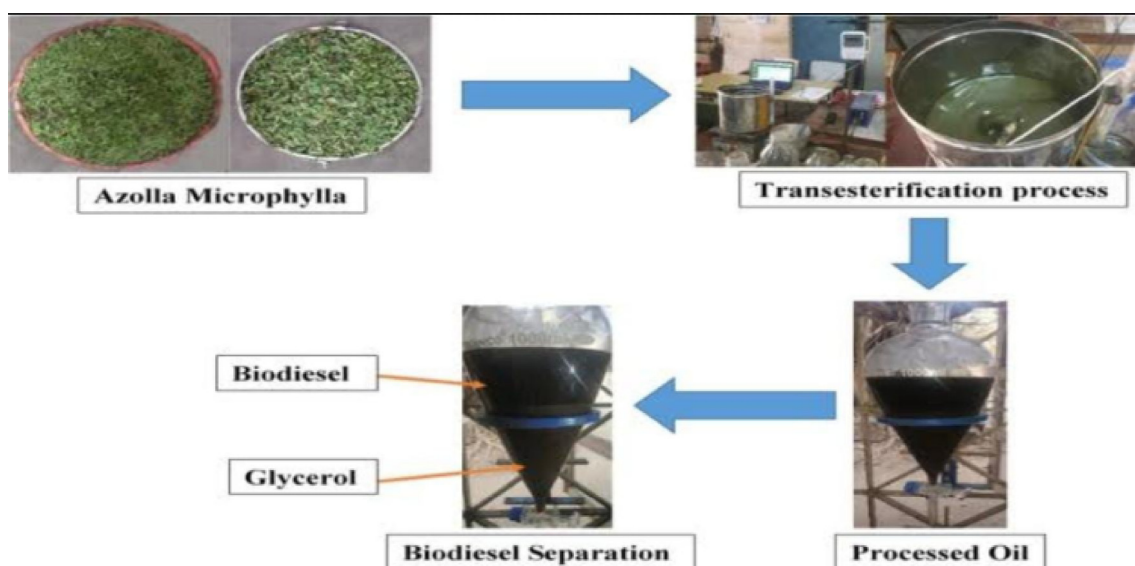 Azolla Microphylla
Transesterification process
Biodiesel
Glycerol
Biodiesel Separation
Processed Oil